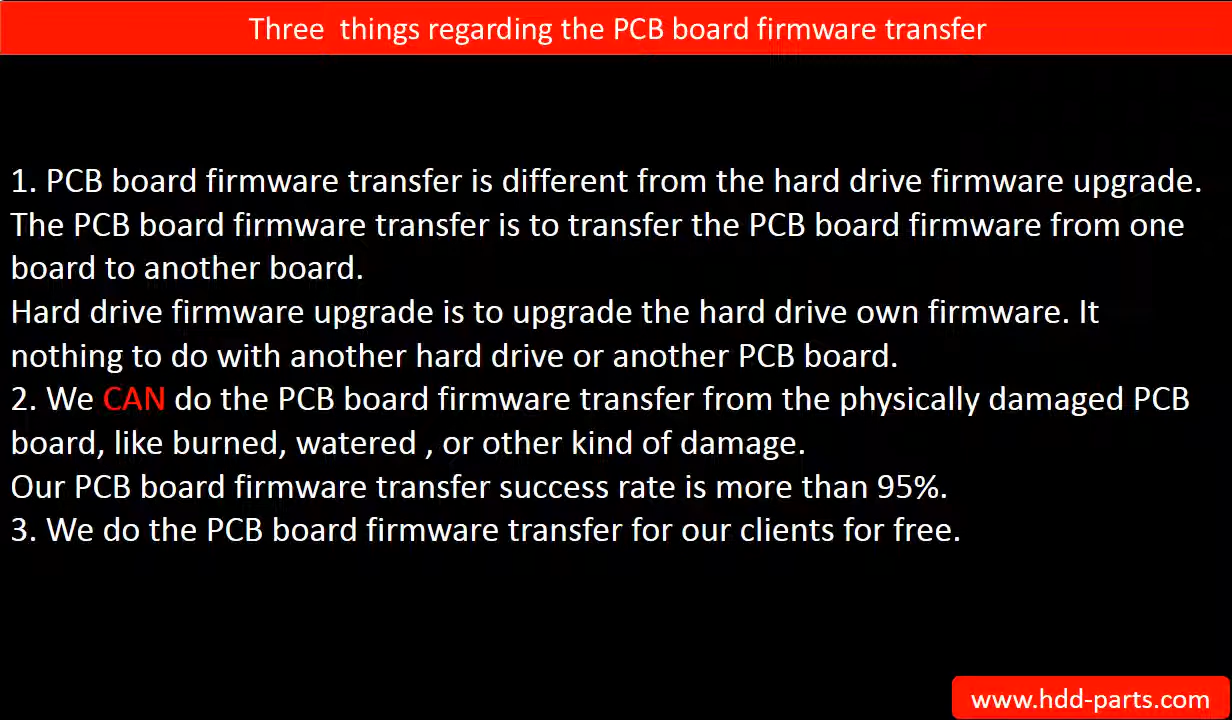 Three  things regarding the PCB board firmware transfer
1. PCB board firmware transfer is different from the hard drive firmware upgrade.
The PCB board firmware transfer is to transfer the PCB board firmware from one
board to another board.
Hard drive firmware upgrade is to upgrade the hard drive own firmware. It
nothing to do with another hard drive or another PCB board.
2. We CAN do the PCB board firmware transfer from the physically damaged PCB
board, like burned, watered , or other kind of damage.
Our PCB board firmware transfer success rate is more than 95%.
3. We do the PCB board firmware transfer for our clients for free.
www.hdd-parts.com